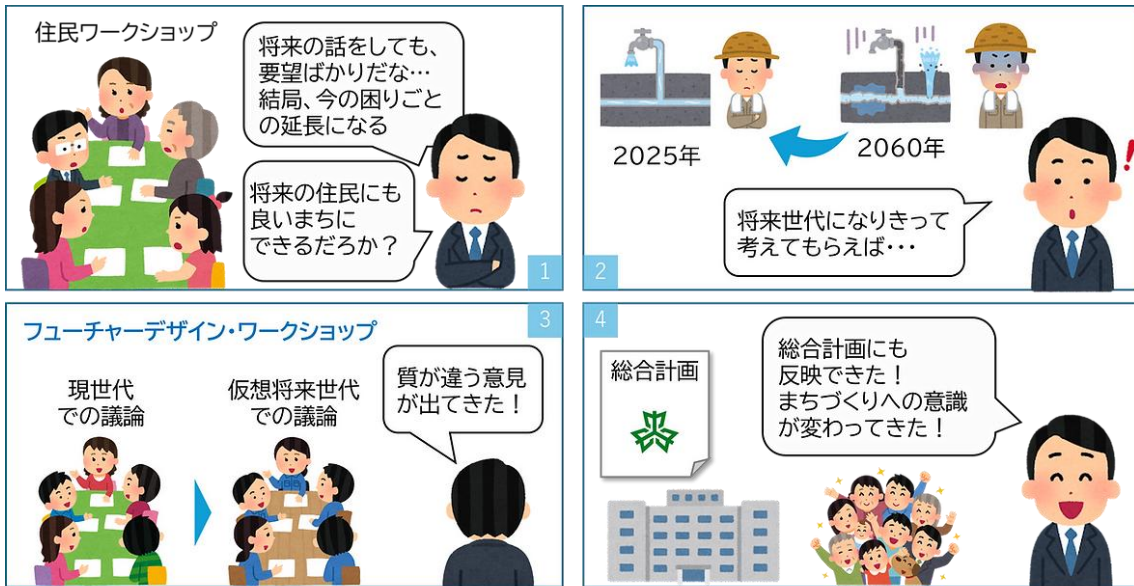 住民ワークショップ
将来の話をしても、
要望ばかりだな…
結局、今の困りごと
の延長になる
将来の住民にも
良いまちに
できるだろか？
1
2025年
2060年
将来世代になりきって
考えてもらえば・・・
2
フューチャーデザイン・ワークショップ
3
現世代
での議論
仮想将来世代
での議論
質が違う意見
が出てきた！
4
総合計画
総合計画にも
反映できた！
まちづくりへの意識
が変わってきた！